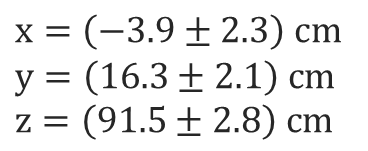 x = (−3.9 ± 2.3) cm
y = (16.3 ± 2.1) cm
z = (91.5 ± 2.8) cm